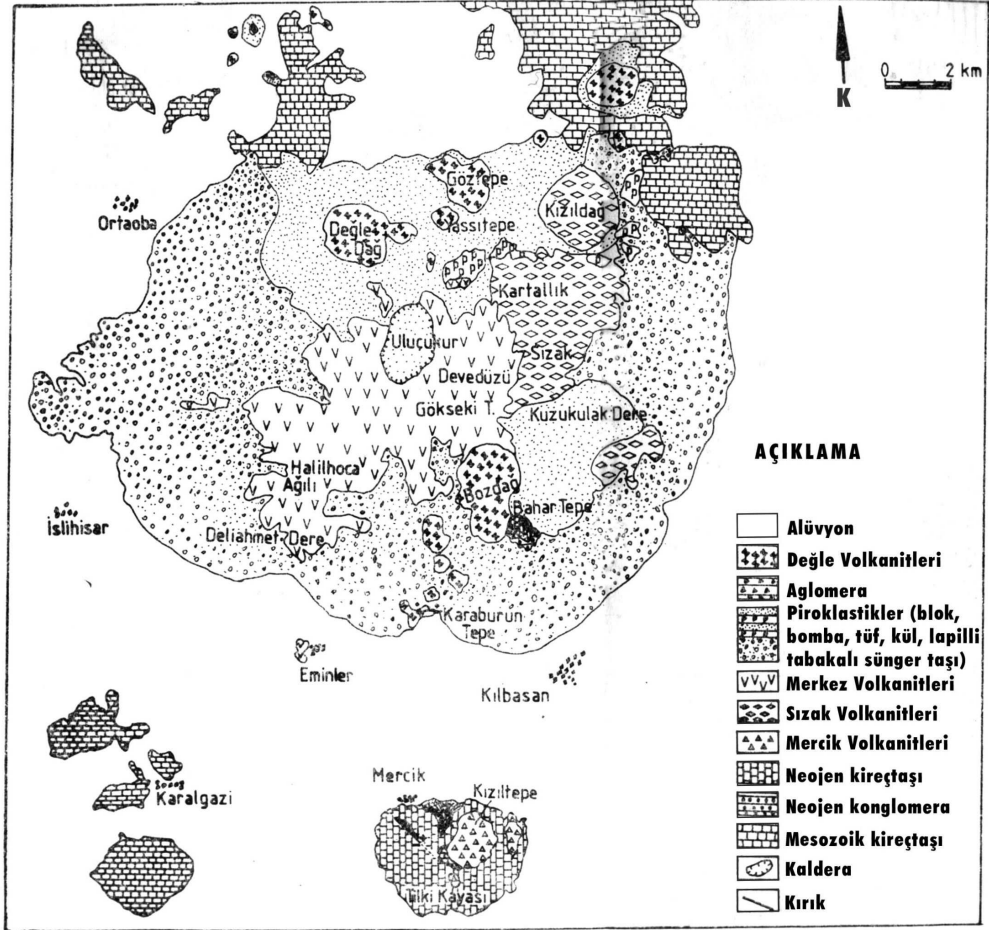 0 2 km
K
Göztepe
Ortaoba
Değle
Dağ
Yassıtepe
Kızıldağ
Kartallık
Uluçukur
Devedüzü
Sızak
Gökseki T.
Kuzukulak Dere
Halilhoca
Ağılı
Bozdağ
Bahar Tepe
İslihisar
Deliahmet Dere
Karaburun
Tepe
Eminler
Kılbasan
Karalgazi
Mercik
Kızıltepe
Tilki Kayası
AÇIKLAMA
Alüvyon
Değle Volkanitleri
Aglomera
Piroklastikler (blok,
bomba, tüf, kül, lapilli
tabakalı sünger taşı)
Merkez Volkanitleri
Sızak Volkanitleri
Mercik Volkanitleri
Neojen kireçtaşı
Neojen konglomera
Mesozoik kireçtaşı
Kaldera
Kırık